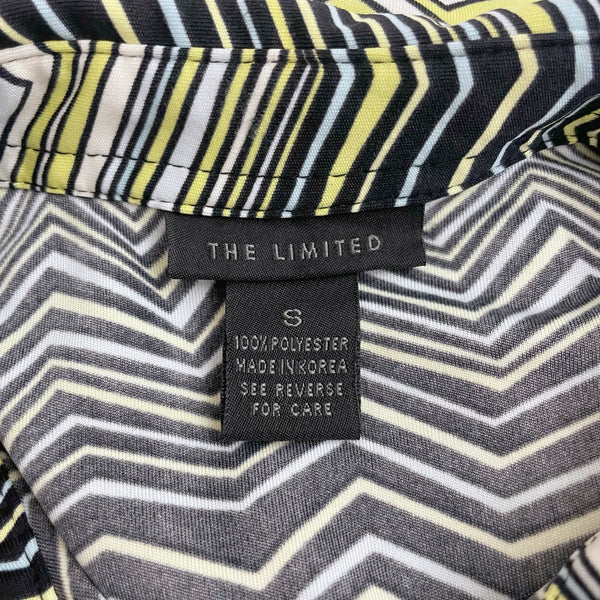 THE LIMITED
S
100% POLYESTER
MADE IN KOREA
SEE REVERSE
FOR CARE